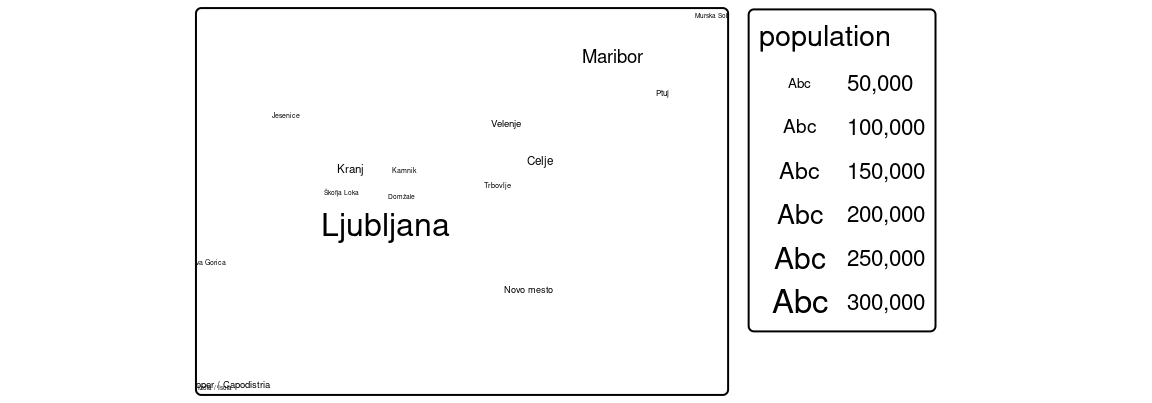 Murska Sob
Maribor
Ptuj
Jesenice
Velenje
Celje
Kranj
Kamnik
Trbovlje
Škofja Loka
Domžale
Ljubljana
va Gorica
Novo mesto
oper / Capodistria
population
Abc 50,000
Abc 100,000
Abc 150,000
Abc 200,000
Abc 250,000
Abc 300,000